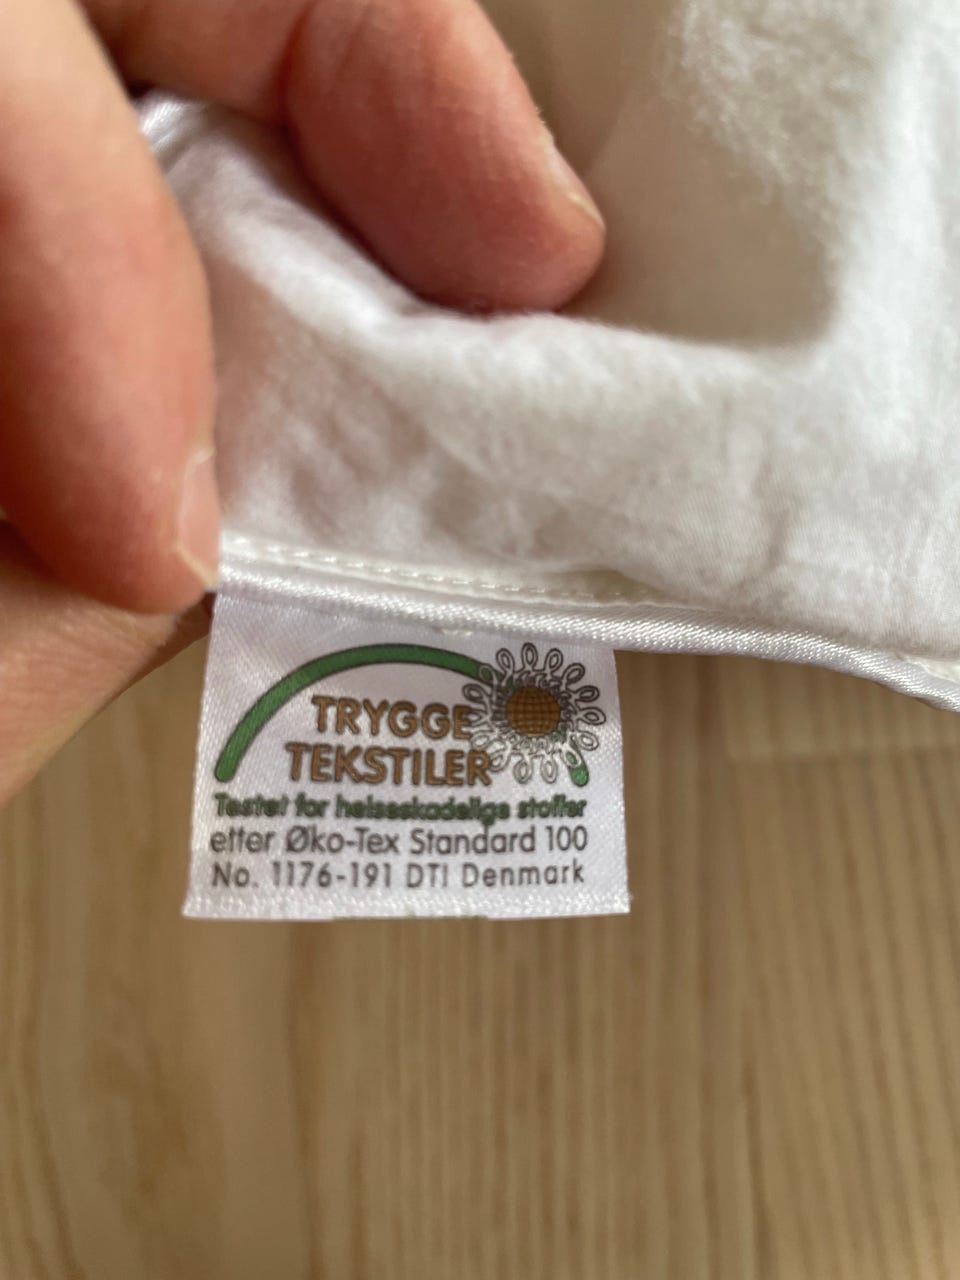 TRYGGE
TEKSTILER
Testet for helseskadelige stoffer
etter Øko-Tex Standard 100
No. 1176-191 DTI Denmark